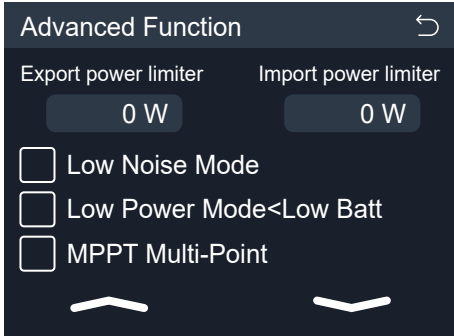 Advanced Function
Export power limiter Import power limiter
0 W 0 W
Low Noise Mode
Low Power Mode<Low Batt
MPPT Multi-Point